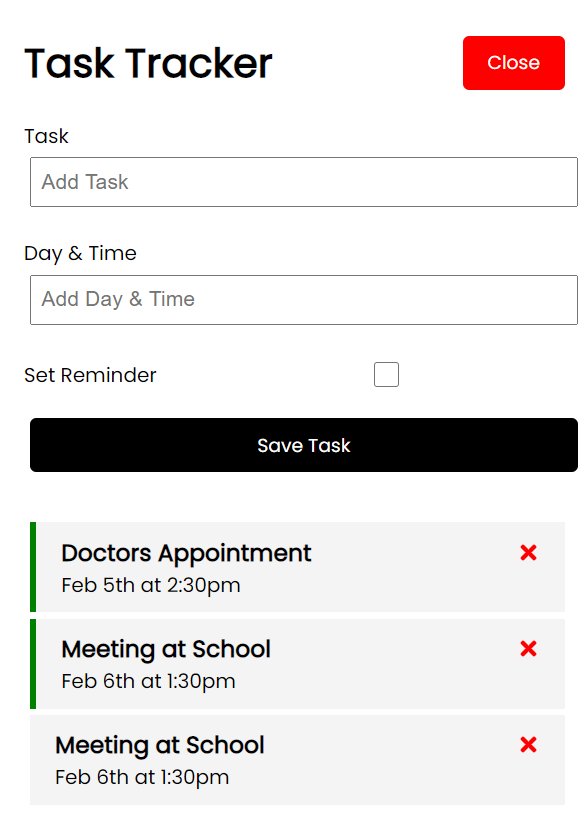 Task Tracker
Close
Task
Add Task
Day & Time
Add Day & Time
Set Reminder
Save Task
Doctors Appointment
Feb 5th at 2:30pm
Meeting at School
Feb 6th at 1:30pm
Meeting at School
Feb 6th at 1:30pm